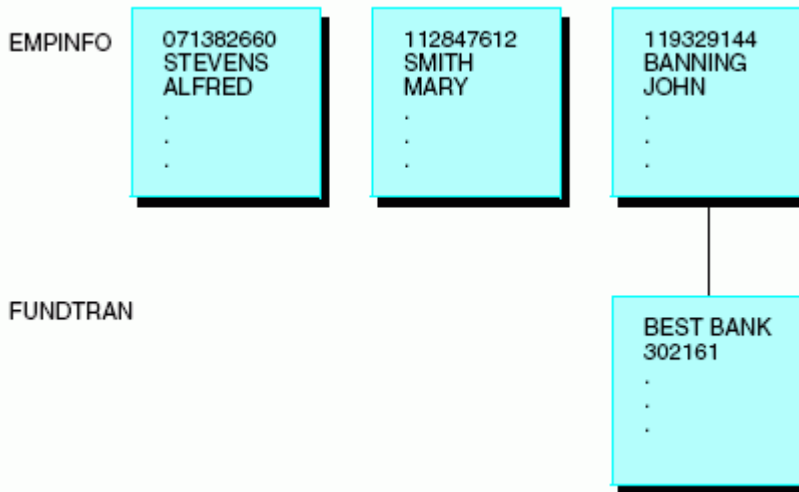 EMPINFO
071382660
STEVENS
ALFRED
.
.
.
112847612
SMITH
MARY
.
.
.
119329144
BANNING
JOHN
.
.
.
FUNDTRAN
BEST BANK
302161
.
.
.